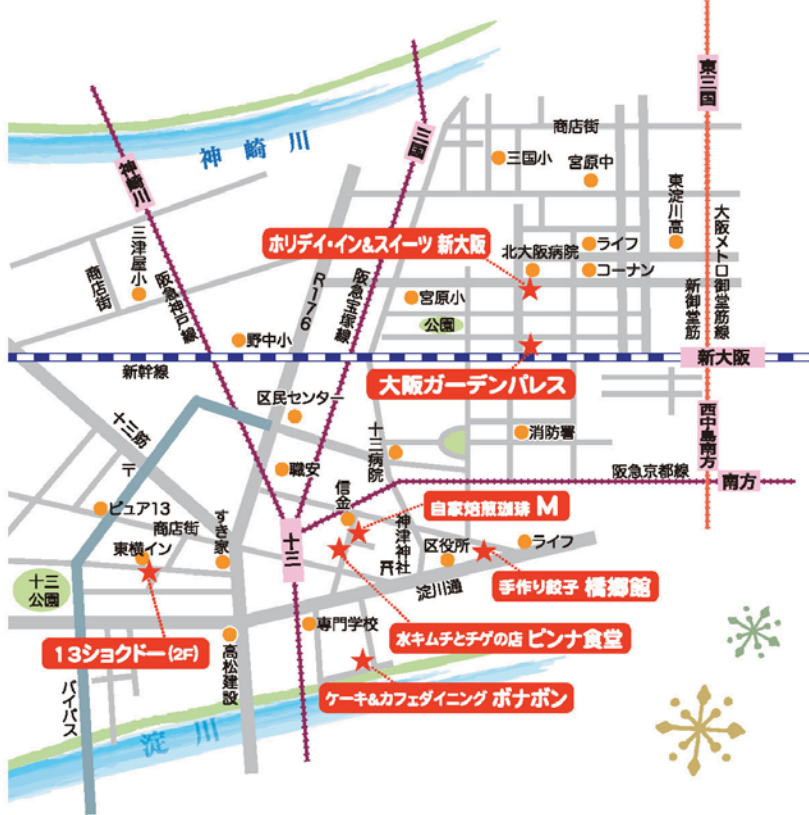 東三国
商店街
神崎川
三国
三国小
宮原中
神崎川
東淀川高
大阪メトロ御堂筋線
新御堂筋
三津屋小
商店街
阪急神戸線
R176
阪急宝塚線
ホリデイ・イン&スイーツ 新大阪
北大阪病院
ライフ
コーナン
宮原小
公園
野中小
新幹線
新大阪
大阪ガーデンパレス
区民センター
西中島南方
十三筋
〒
十三病院
消防署
職安
阪急京都線
南方
ピュア13
商店街
すき家
信金
自家焙煎珈琲 M
東横イン
十三
神津神社
区役所
ライフ
十三公園
淀川通
手作り餃子 橋郷館
専門学校
水キムチとチゲの店 ピンナ食堂
13ショクドー(2F)
高松建設
ケーキ&カフェダイニング ボナボン
バイパス
淀川